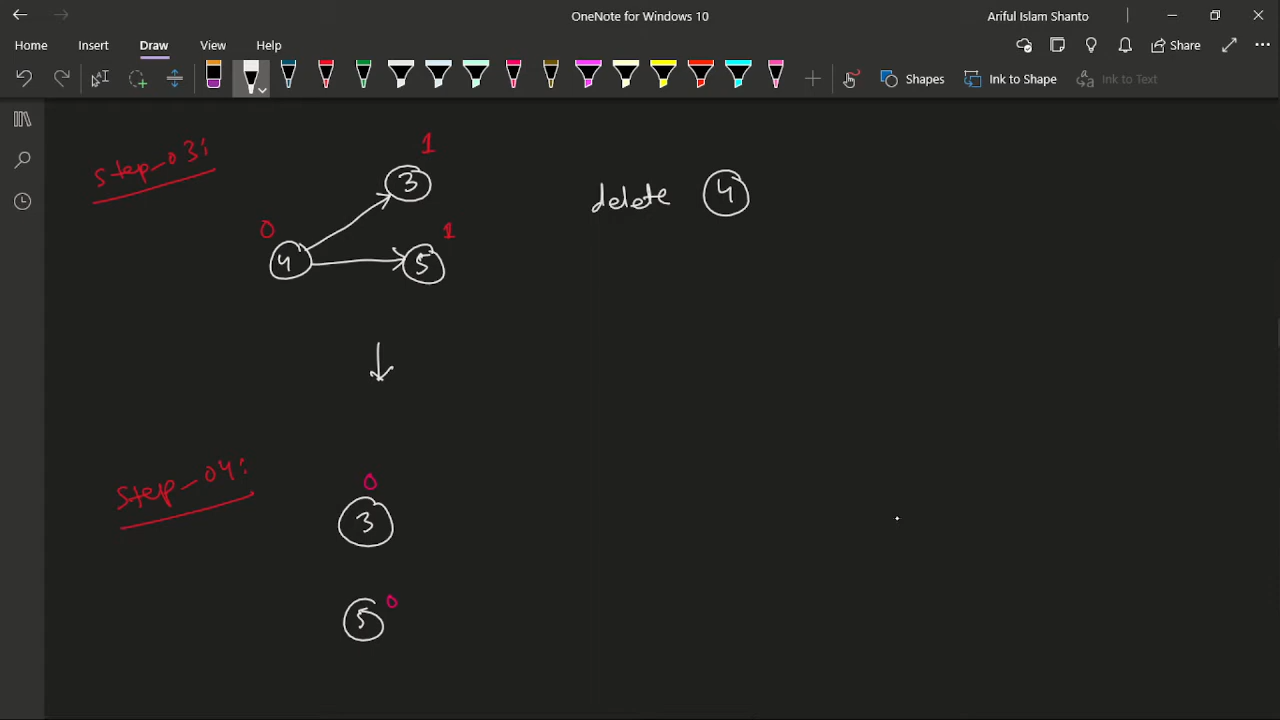 OneNote for Windows 10
Ariful Islam Shanto
Home Insert Draw View Help
Share
Shapes Ink to Shape Ink to Text
Step-03:
1
3
delete 4
0
1
4
5
Step-04:
0
3
0
5